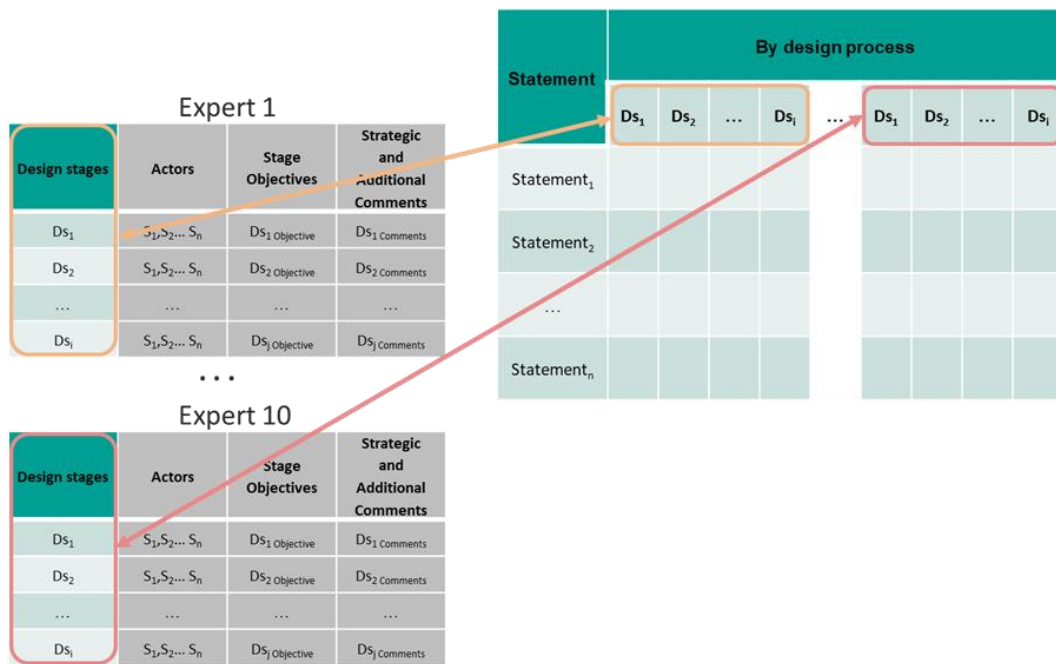 By design process
Statement
Ds₁ Ds₂ ... Dsᵢ ... Ds₁ Ds₂ ... Dsᵢ
Statement₁
Statement₂
...
Statementₙ
Expert 1
Design stages Actors Stage Objectives Strategic and Additional Comments
Ds₁ S₁,S₂... Sₙ Ds₁ Objective Ds₁ Comments
Ds₂ S₁,S₂... Sₙ Ds₂ Objective Ds₂ Comments
... ... ... ...
Dsᵢ S₁,S₂... Sₙ Dsⱼ Objective Dsⱼ Comments
...
Expert 10
Design stages Actors Stage Objectives Strategic and Additional Comments
Ds₁ S₁,S₂... Sₙ Ds₁ Objective Ds₁ Comments
Ds₂ S₁,S₂... Sₙ Ds₂ Objective Ds₂ Comments
... ... ... ...
Dsᵢ S₁,S₂... Sₙ Dsⱼ Objective Dsⱼ Comments